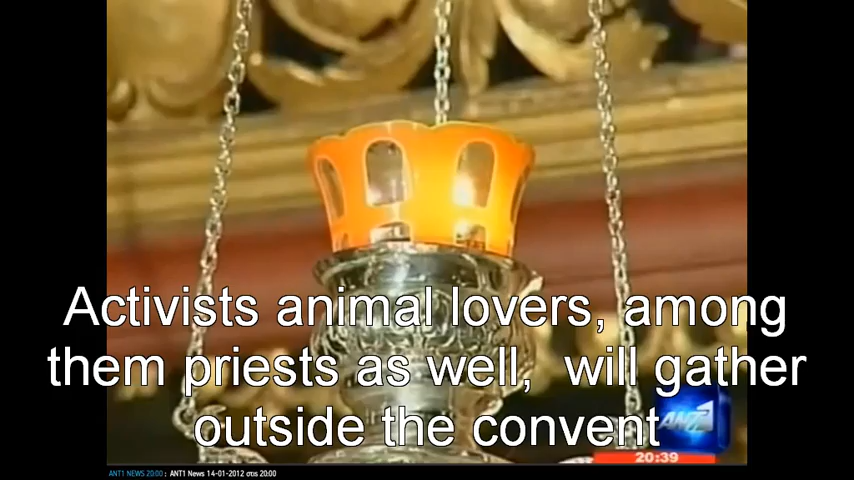 Activists animal lovers, among
them priests as well,  will gather
outside the convent
ANT1
20:39
ANT1 NEWS 20:00 : ANT1 News 14-01-2012 στις 20:00